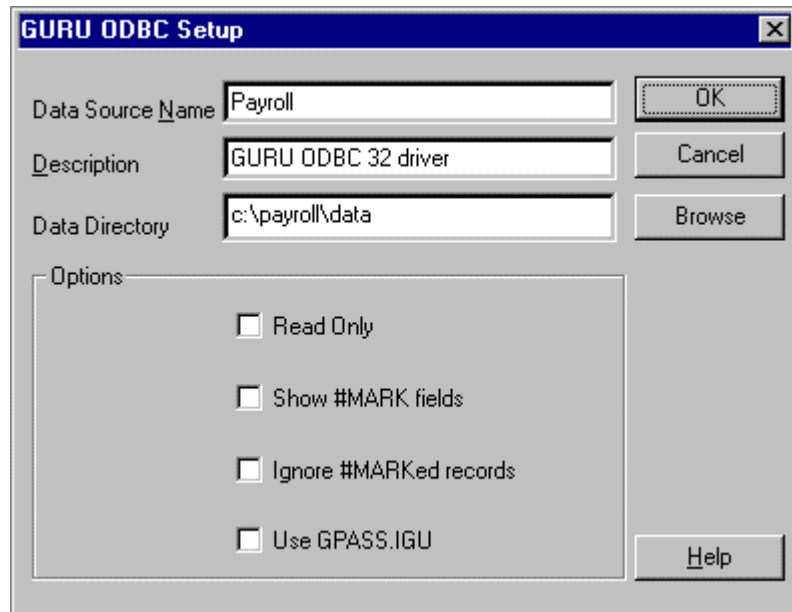 GURU ODBC Setup
Data Source Name Payroll OK
Description GURU ODBC 32 driver Cancel
Data Directory c:\payroll\data Browse
Options
Read Only
Show #MARK fields
Ignore #MARKed records
Use GPASS.IGU
Help